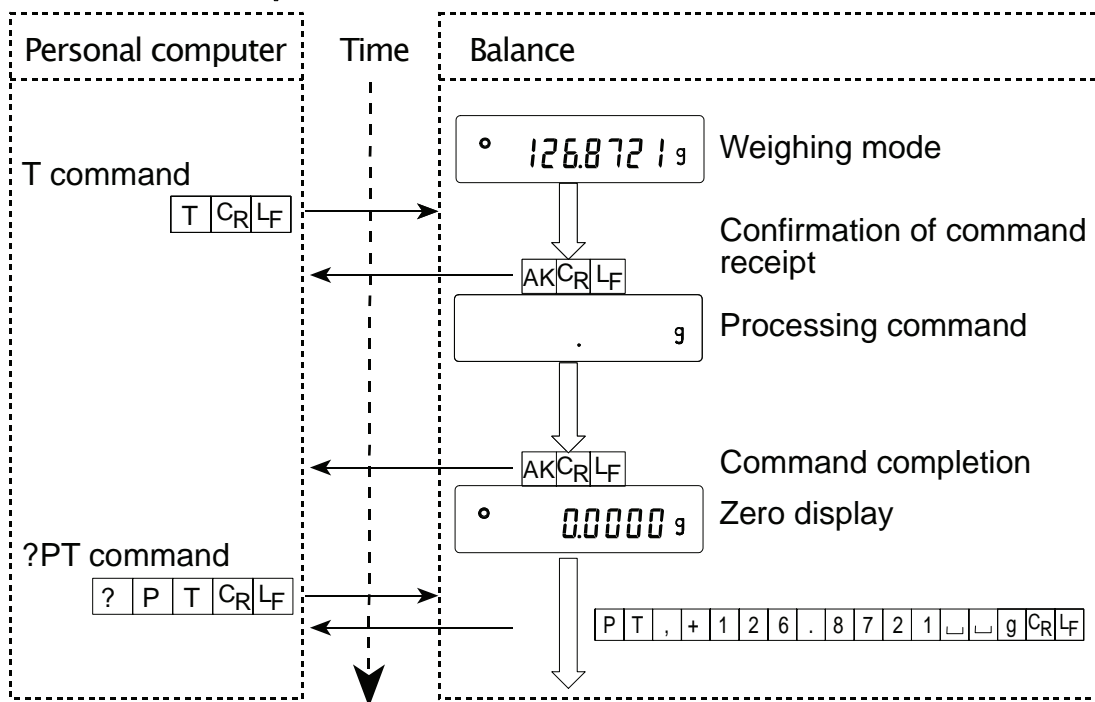 Personal computer Time Balance
126.8721 g Weighing mode
T command
T CR LF
Confirmation of command
receipt
AK CR LF
. g Processing command
AK CR LF Command completion
0.0000 g Zero display
?PT command
? P T CR LF
P T , + 1 2 6 . 8 7 2 1 ␣ ␣ g CR LF